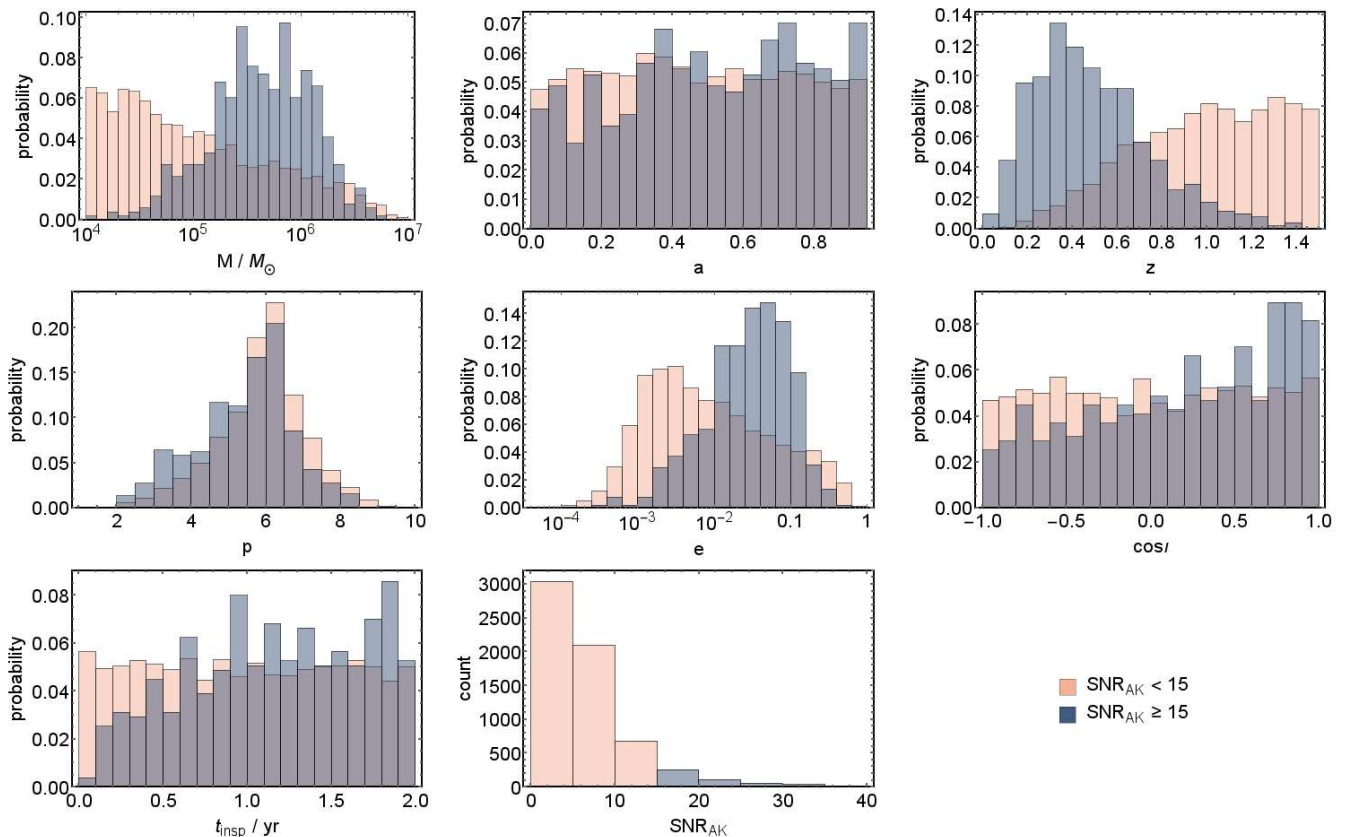 0.10
0.08
0.06
0.04
0.02
0.00
probability
10^4 10^5 10^6 10^7
M / M_⊙
0.07
0.06
0.05
0.04
0.03
0.02
0.01
0.00
probability
0.0 0.2 0.4 0.6 0.8
a
0.14
0.12
0.10
0.08
0.06
0.04
0.02
0.00
probability
0.0 0.2 0.4 0.6 0.8 1.0 1.2 1.4
z
0.20
0.15
0.10
0.05
0.00
probability
2 4 6 8 10
p
0.14
0.12
0.10
0.08
0.06
0.04
0.02
0.00
probability
10^-4 10^-3 10^-2 0.1 1
e
0.08
0.06
0.04
0.02
0.00
probability
-1.0 -0.5 0.0 0.5 1.0
cosι
0.08
0.06
0.04
0.02
0.00
probability
0.0 0.5 1.0 1.5 2.0
t_insp / yr
3000
2500
2000
1500
1000
500
0
count
0 10 20 30 40
SNR_AK
SNR_AK < 15
SNR_AK ≥ 15